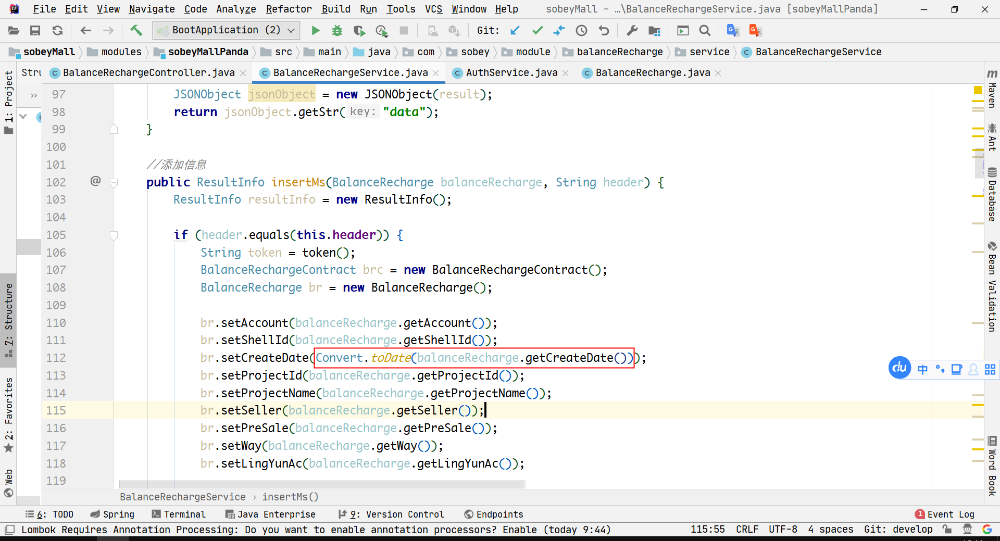 File Edit View Navigate Code Analyze Refactor Build Run Tools VCS Window Help sobeyMall - …\BalanceRechargeService.java [sobeyMallPanda]
BootApplication (2) Git:
sobeyMall modules sobeyMallPanda src main java com sobey module balanceRecharge service BalanceRechargeService
Stru BalanceRechargeController.java BalanceRechargeService.java AuthService.java BalanceRecharge.java
97 JSONObject jsonObject = new JSONObject(result);
98 return jsonObject.getStr( key: "data");
99 }
100
101 //添加信息
102 @ public ResultInfo insertMs(BalanceRecharge balanceRecharge, String header) {
103 ResultInfo resultInfo = new ResultInfo();
104
105 if (header.equals(this.header)) {
106 String token = token();
107 BalanceRechargeContract brc = new BalanceRechargeContract();
108 BalanceRecharge br = new BalanceRecharge();
109
110 br.setAccount(balanceRecharge.getAccount());
111 br.setShellId(balanceRecharge.getShellId());
112 br.setCreateDate(Convert.toDate(balanceRecharge.getCreateDate()));
113 br.setProjectId(balanceRecharge.getProjectId());
114 br.setProjectName(balanceRecharge.getProjectName());
115 br.setSeller(balanceRecharge.getSeller());
116 br.setPreSale(balanceRecharge.getPreSale());
117 br.setWay(balanceRecharge.getWay());
118 br.setLingYunAc(balanceRecharge.getLingYunAc());
119
BalanceRechargeService › insertMs()
1: Project
7: Structure
2: Favorites
Web
Maven
Ant
Database
Bean Validation
Word Book
du 中
6: TODO Spring Terminal Java Enterprise 9: Version Control Endpoints 1 Event Log
Lombok Requires Annotation Processing: Do you want to enable annotation processors? Enable (today 9:44) 115:55 CRLF UTF-8 4 spaces Git: develop